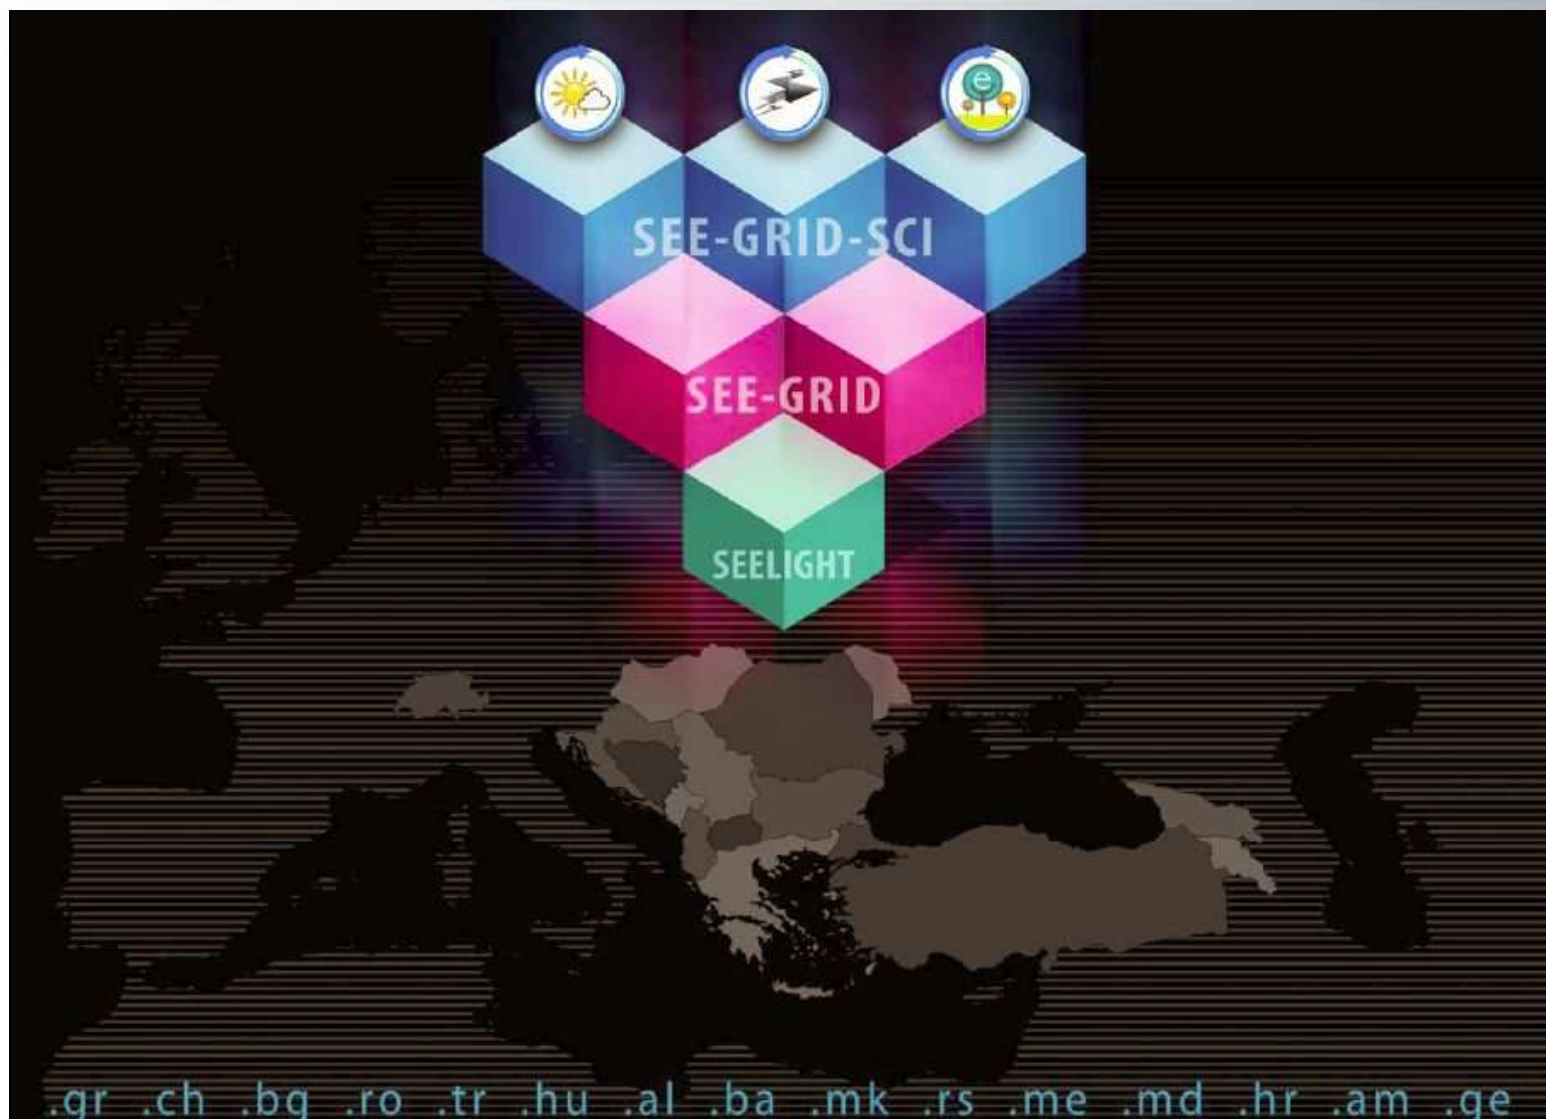 e
SEE-GRID-SCI
SEE-GRID
SEELIGHT
.gr .ch .bg .ro .tr .hu .al .ba .mk .rs .me .md .hr .am .ge